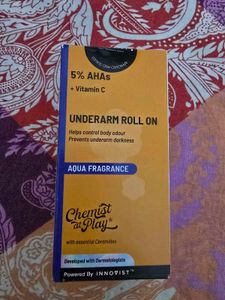 5% AHAs
+ Vitamin C
UNDERARM ROLL ON
Helps control body odour
Prevents underarm darkness
AQUA FRAGRANCE
Chemist
at Play
with essential Ceramides
Developed with Dermatologists
Powered By INNOVIST™